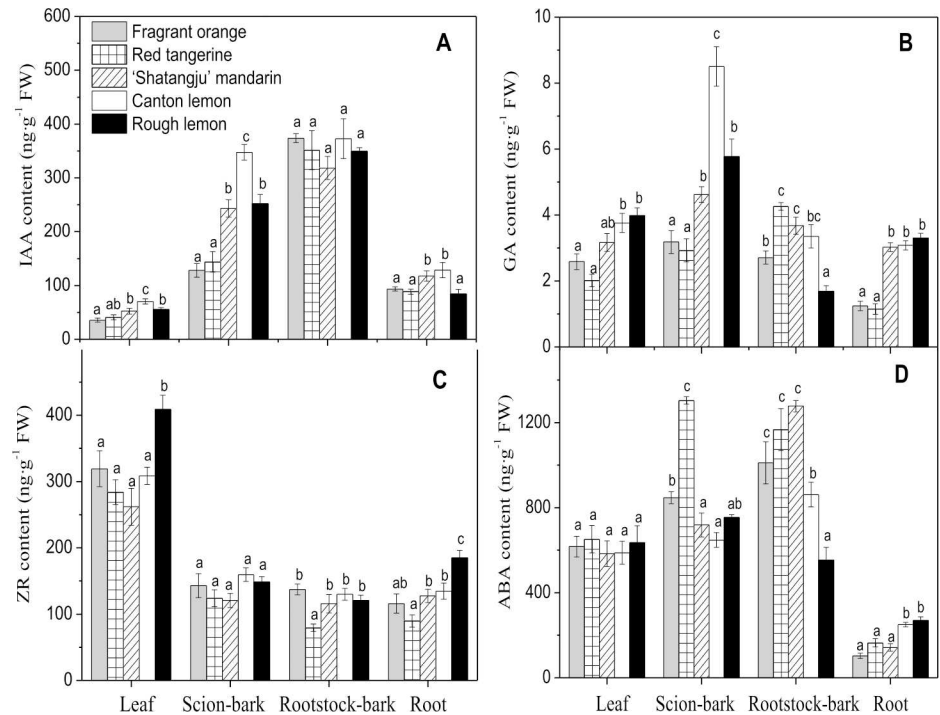 A
IAA content (ng·g⁻¹ FW)
600
500
400
300
200
100
0
Fragrant orange
Red tangerine
‘Shatangju’ mandarin
Canton lemon
Rough lemon
a ab b c b
a a b c b
a a a a a
a a b b a
B
GA content (ng·g⁻¹ FW)
10
8
6
4
2
0
a a ab b b
a a b c b
b c c bc a
a a b b b
C
ZR content (ng·g⁻¹ FW)
400
300
200
100
0
a a a a b
a a a a a
b a b b b
ab a b b c
Leaf Scion-bark Rootstock-bark Root
D
ABA content (ng·g⁻¹ FW)
1200
800
400
0
a a a a a
b c a a ab
c c c b a
a a a b b
Leaf Scion-bark Rootstock-bark Root